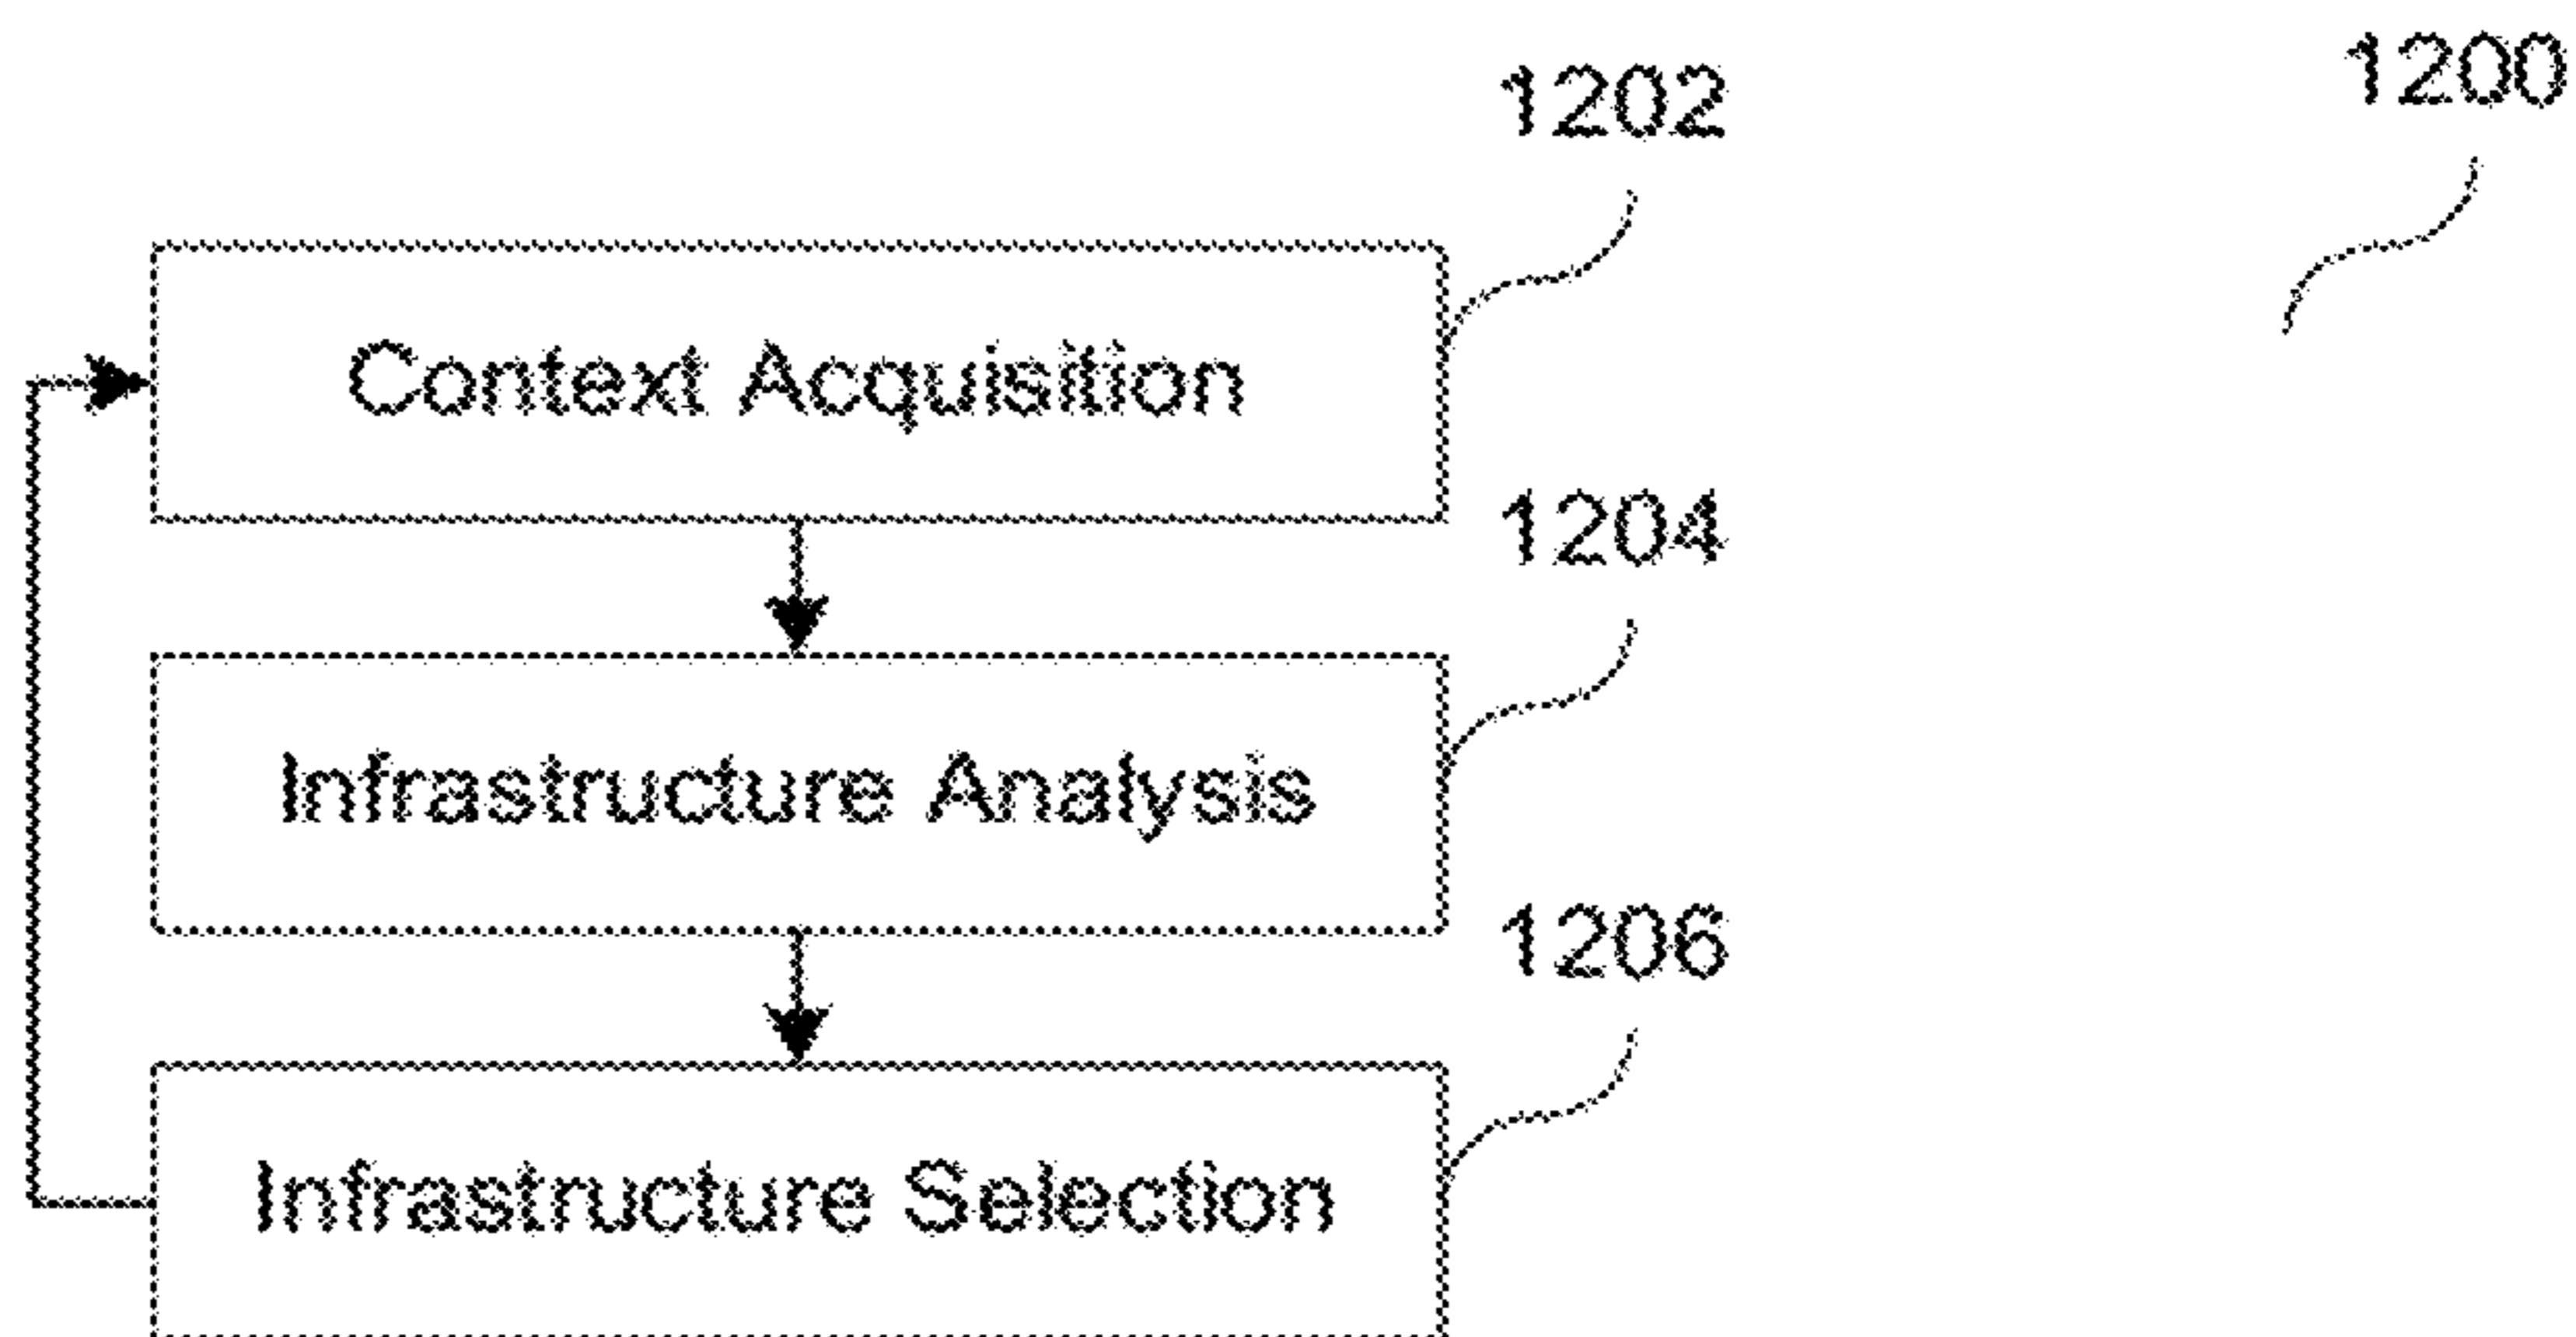 1200
1202
Context Acquisition
1204
Infrastructure Analysis
1206
Infrastructure Selection